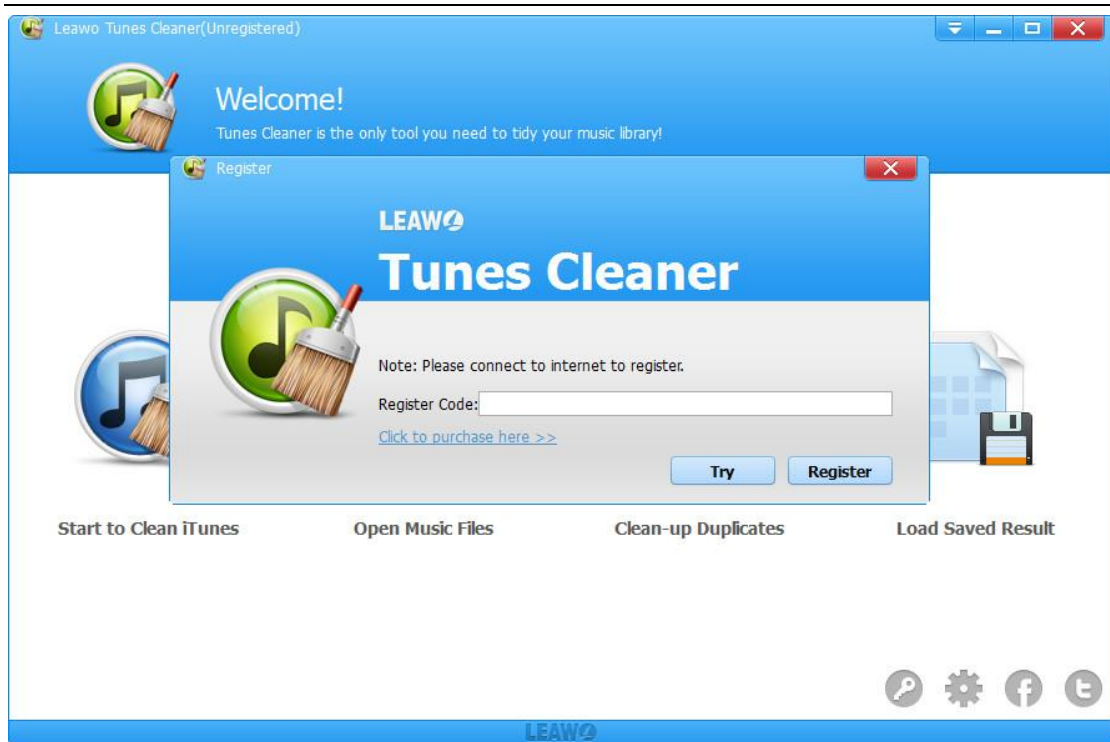 Leawo Tunes Cleaner(Unregistered)
Welcome!
Tunes Cleaner is the only tool you need to tidy your music library!
Register
LEAWO
Tunes Cleaner
Note: Please connect to internet to register.
Register Code:
Click to purchase here >>
Try Register
Start to Clean iTunes Open Music Files Clean-up Duplicates Load Saved Result
LEAWO